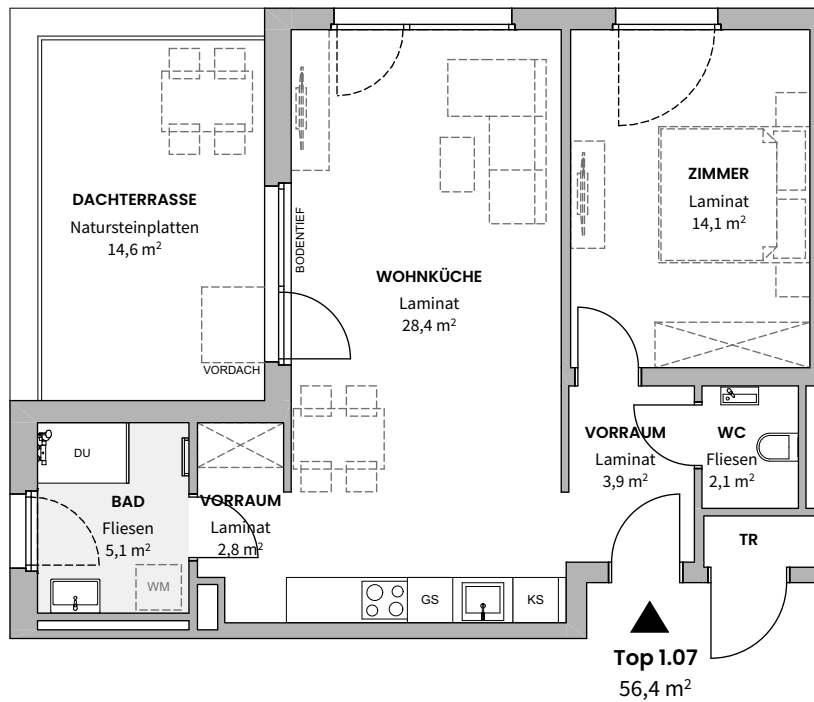 DACHTERRASSE
Natursteinplatten
14,6 m²
VORDACH
BODENTIEF
WOHNKÜCHE
Laminat
28,4 m²
ZIMMER
Laminat
14,1 m²
DU
BAD
Fliesen
5,1 m²
WM
VORRAUM
Laminat
2,8 m²
GS
KS
VORRAUM
Laminat
3,9 m²
WC
Fliesen
2,1 m²
TR
Top 1.07
56,4 m²